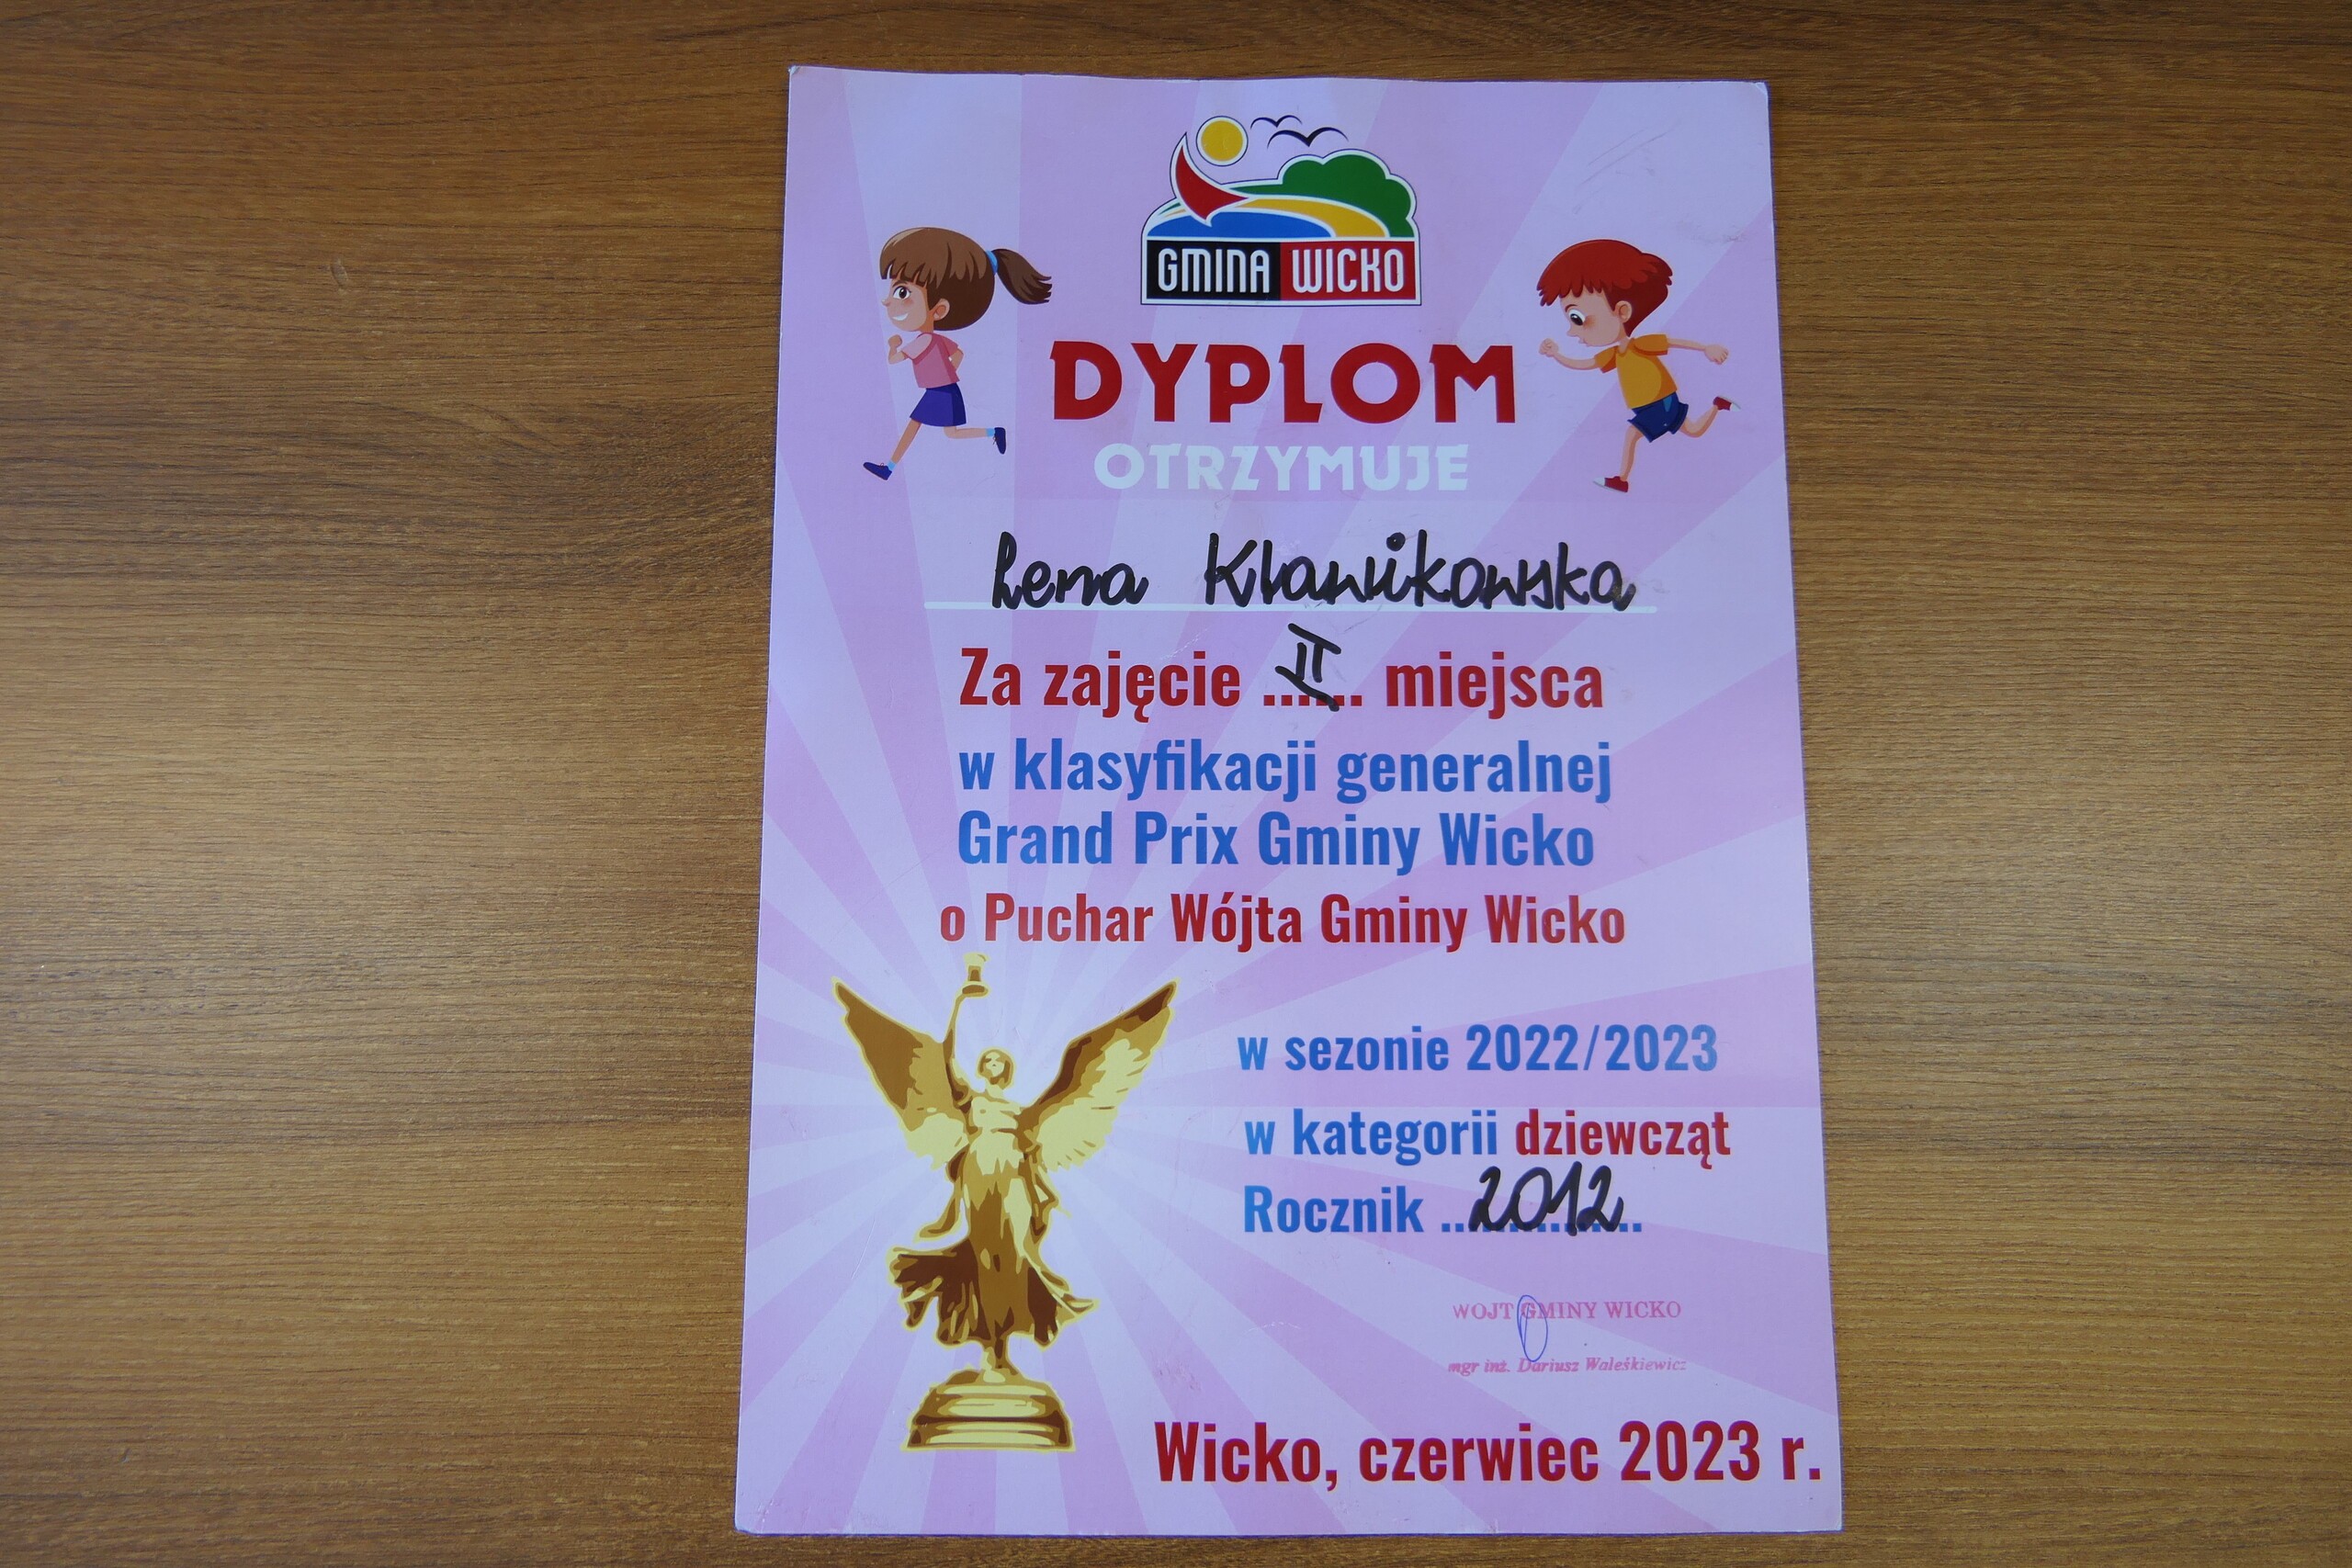 GMINA WICKO
DYPLOM
OTRZYMUJE
Lena Klawikowska
Za zajęcie ...II... miejsca
w klasyfikacji generalnej
Grand Prix Gminy Wicko
o Puchar Wójta Gminy Wicko
w sezonie 2022/2023
w kategorii dziewcząt
Rocznik ..2012..
WÓJT GMINY WICKO
mgr inż. Dariusz Waleśkiewicz
Wicko, czerwiec 2023 r.